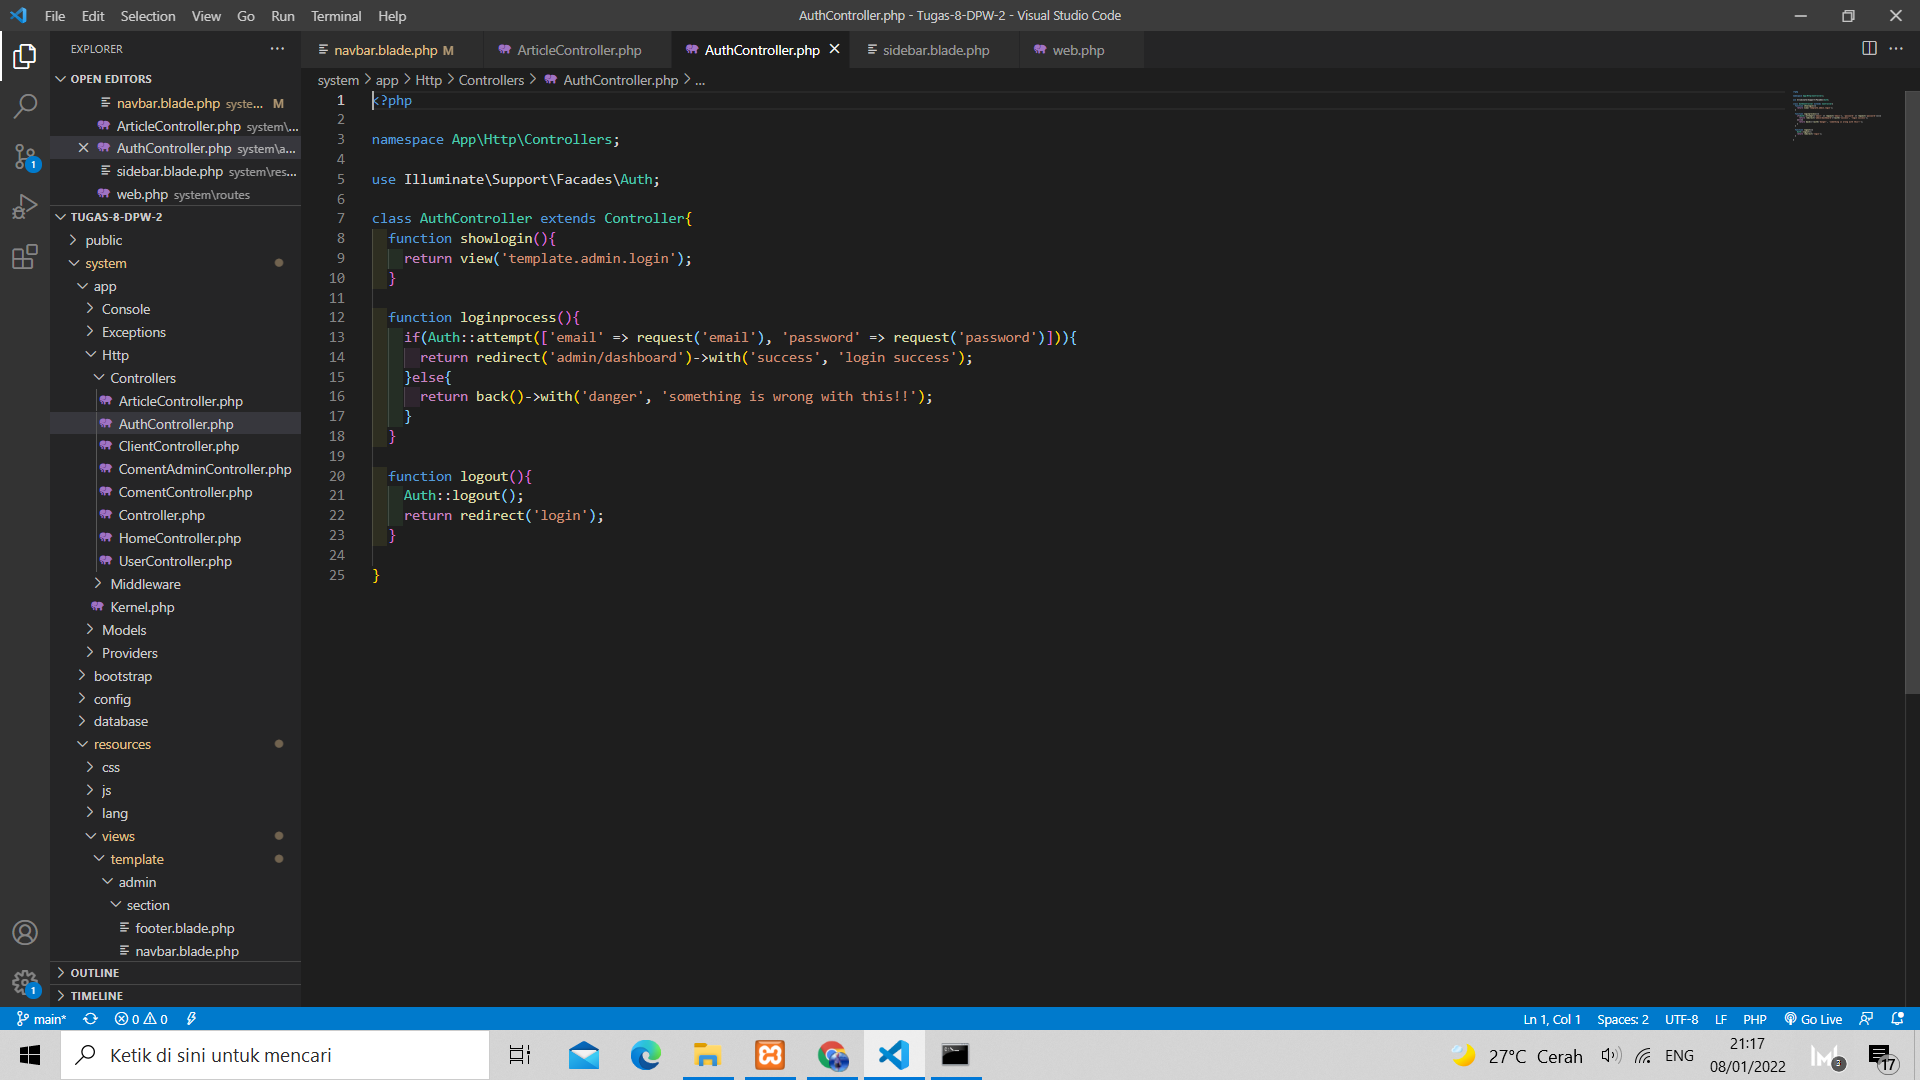 File Edit Selection View Go Run Terminal Help
AuthController.php - Tugas-8-DPW-2 - Visual Studio Code
EXPLORER
OPEN EDITORS
navbar.blade.php syste... M
ArticleController.php system\...
AuthController.php system\a...
sidebar.blade.php system\res...
web.php system\routes
TUGAS-8-DPW-2
public
system
app
Console
Exceptions
Http
Controllers
ArticleController.php
AuthController.php
ClientController.php
ComentAdminController.php
ComentController.php
Controller.php
HomeController.php
UserController.php
Middleware
Kernel.php
Models
Providers
bootstrap
config
database
resources
css
js
lang
views
template
admin
section
footer.blade.php
navbar.blade.php
OUTLINE
TIMELINE
1
1
navbar.blade.php M
ArticleController.php
AuthController.php
sidebar.blade.php
web.php
system > app > Http > Controllers > AuthController.php > ...
1 <?php
2
3 namespace App\Http\Controllers;
4
5 use Illuminate\Support\Facades\Auth;
6
7 class AuthController extends Controller{
8 function showlogin(){
9 return view('template.admin.login');
10 }
11
12 function loginprocess(){
13 if(Auth::attempt(['email' => request('email'), 'password' => request('password')])){
14 return redirect('admin/dashboard')->with('success', 'login success');
15 }else{
16 return back()->with('danger', 'something is wrong with this!!');
17 }
18 }
19
20 function logout(){
21 Auth::logout();
22 return redirect('login');
23 }
24
25 }
main* 0 0
Ln 1, Col 1 Spaces: 2 UTF-8 LF PHP Go Live
Ketik di sini untuk mencari
27°C Cerah
ENG
21:17
08/01/2022
3
17